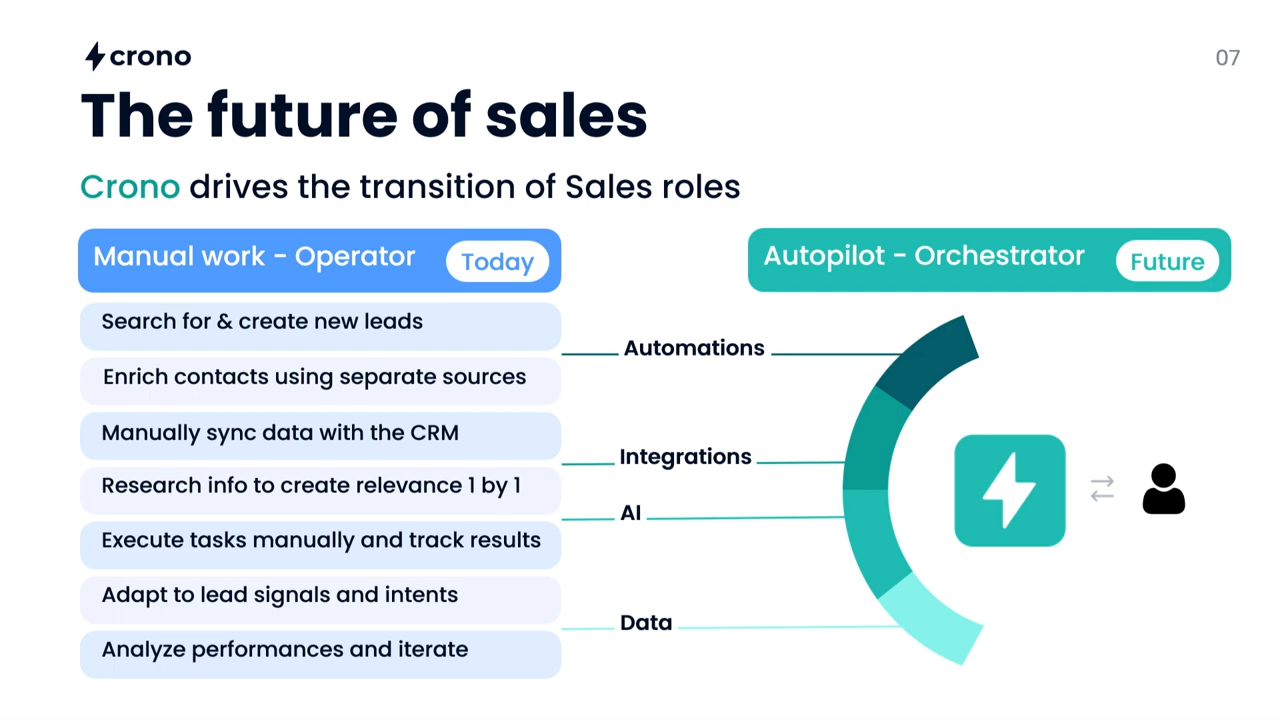 crono
07
The future of sales
Crono drives the transition of Sales roles
Manual work - Operator
Today
Autopilot - Orchestrator
Future
Search for & create new leads
Enrich contacts using separate sources
Manually sync data with the CRM
Research info to create relevance 1 by 1
Execute tasks manually and track results
Adapt to lead signals and intents
Analyze performances and iterate
Automations
Integrations
AI
Data